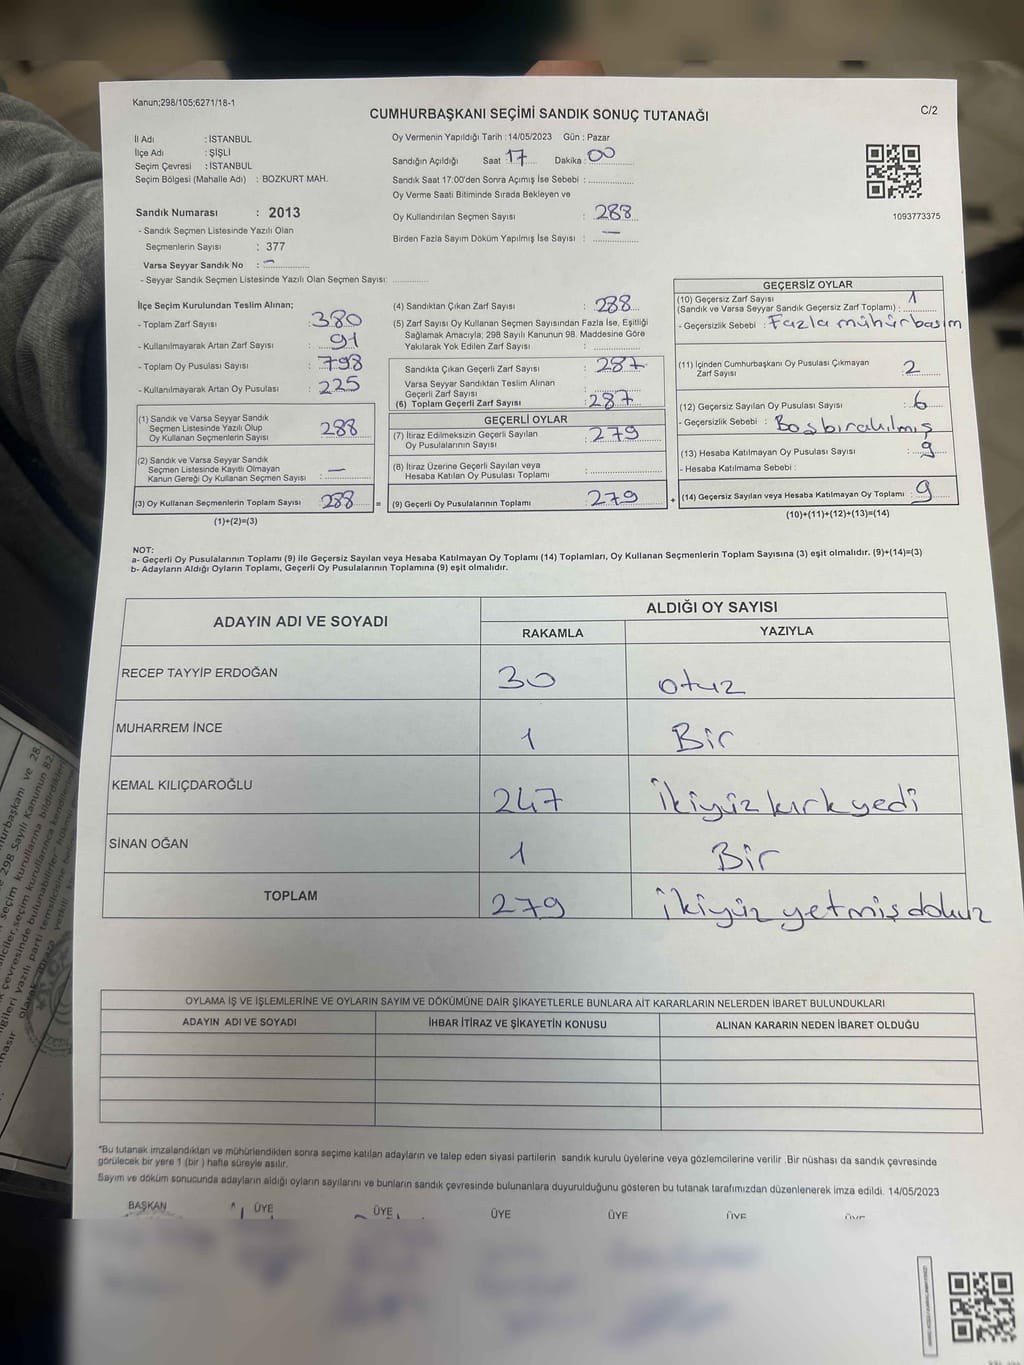 Kanun;298/105;6271/18-1
CUMHURBAŞKANI SEÇİMİ SANDIK SONUÇ TUTANAĞI
C/2
İl Adı : İSTANBUL
İlçe Adı : ŞİŞLİ
Seçim Çevresi : İSTANBUL
Seçim Bölgesi (Mahalle Adı) : BOZKURT MAH.
Sandık Numarası : 2013
- Sandık Seçmen Listesinde Yazılı Olan
Seçmenlerin Sayısı : 377
Varsa Seyyar Sandık No : –
- Seyyar Sandık Seçmen Listesinde Yazılı Olan Seçmen Sayısı:
Oy Vermenin Yapıldığı Tarih :14/05/2023 Gün : Pazar
Sandığın Açıldığı Saat :17 Dakika :00
Sandık Saat 17:00'den Sonra Açımış İse Sebebi :
Oy Verme Saati Bitiminde Sırada Bekleyen ve
Oy Kullandırılan Seçmen Sayısı : 288
Birden Fazla Sayım Döküm Yapılmış İse Sayısı : —
1093773375
İlçe Seçim Kurulundan Teslim Alınan;
- Toplam Zarf Sayısı : 380
- Kullanılmayarak Artan Zarf Sayısı : 91
- Toplam Oy Pusulası Sayısı : 798
- Kullanılmayarak Artan Oy Pusulası : 225
(1) Sandık ve Varsa Seyyar Sandık
Seçmen Listesinde Yazılı Olup
Oy Kullanan Seçmenlerin Sayısı : 288
(2) Sandık ve Varsa Seyyar Sandık
Seçmen Listesinde Kayıtlı Olmayan
Kanun Gereği Oy Kullanan Seçmen Sayısı : —
(3) Oy Kullanan Seçmenlerin Toplam Sayısı : 288 =
(1)+(2)=(3)
(4) Sandıktan Çıkan Zarf Sayısı : 288
(5) Zarf Sayısı Oy Kullanan Seçmen Sayısından Fazla İse, Eşitliği
Sağlamak Amacıyla; 298 Sayılı Kanunun 98. Maddesine Göre
Yakılarak Yok Edilen Zarf Sayısı :
Sandıkta Çıkan Geçerli Zarf Sayısı : 287
Varsa Seyyar Sandıktan Teslim Alınan
Geçerli Zarf Sayısı :
(6) Toplam Geçerli Zarf Sayısı : 287
GEÇERLİ OYLAR
(7) İtiraz Edilmeksizin Geçerli Sayılan
Oy Pusulalarının Sayısı : 279
(8) İtiraz Üzerine Geçerli Sayılan veya
Hesaba Katılan Oy Pusulası Toplamı :
(9) Geçerli Oy Pusulalarının Toplamı : 279 +
GEÇERSİZ OYLAR
(10) Geçersiz Zarf Sayısı
(Sandık ve Varsa Seyyar Sandık Geçersiz Zarf Toplamı) : 1
- Geçersizlik Sebebi : Fazla mühürbasım
(11) İçinden Cumhurbaşkanı Oy Pusulası Çıkmayan
Zarf Sayısı : 2
(12) Geçersiz Sayılan Oy Pusulası Sayısı : 6
- Geçersizlik Sebebi : Boşbırakılmış
(13) Hesaba Katılmayan Oy Pusulası Sayısı : 9
- Hesaba Katılmama Sebebi :
(14) Geçersiz Sayılan veya Hesaba Katılmayan Oy Toplamı : 9
(10)+(11)+(12)+(13)=(14)
NOT:
a- Geçerli Oy Pusulalarının Toplamı (9) ile Geçersiz Sayılan veya Hesaba Katılmayan Oy Toplamı (14) Toplamları, Oy Kullanan Seçmenlerin Toplam Sayısına (3) eşit olmalıdır. (9)+(14)=(3)
b- Adayların Aldığı Oyların Toplamı, Geçerli Oy Pusulalarının Toplamına (9) eşit olmalıdır.
ADAYIN ADI VE SOYADI
ALDIĞI OY SAYISI
RAKAMLA YAZIYLA
RECEP TAYYİP ERDOĞAN 30 otuz
MUHARREM İNCE 1 Bir
KEMAL KILIÇDAROĞLU 247 İkiyüz kırk yedi
SİNAN OĞAN 1 Bir
TOPLAM 279 İkiyüz yetmiş dokuz
OYLAMA İŞ VE İŞLEMLERİNE VE OYLARIN SAYIM VE DÖKÜMÜNE DAİR ŞİKAYETLERLE BUNLARA AİT KARARLARIN NELERDEN İBARET BULUNDUKLARI
ADAYIN ADI VE SOYADI İHBAR İTİRAZ VE ŞİKAYETİN KONUSU ALINAN KARARIN NEDEN İBARET OLDUĞU
*Bu tutanak imzalandıktan ve mühürlendikten sonra seçime katılan adayların ve talep eden siyasi partilerin sandık kurulu üyelerine veya gözlemcilerine verilir .Bir nüshası da sandık çevresinde
görülecek bir yere 1 (bir ) hafta süreyle asılır.
Sayım ve döküm sonucunda adayların aldığı oyların sayılarını ve bunların sandık çevresinde bulunanlara duyurulduğunu gösteren bu tutanak tarafımızdan düzenlenerek imza edildi. 14/05/2023
BAŞKAN ÜYE ÜYE ÜYE ÜYE ÜYE ÜYE